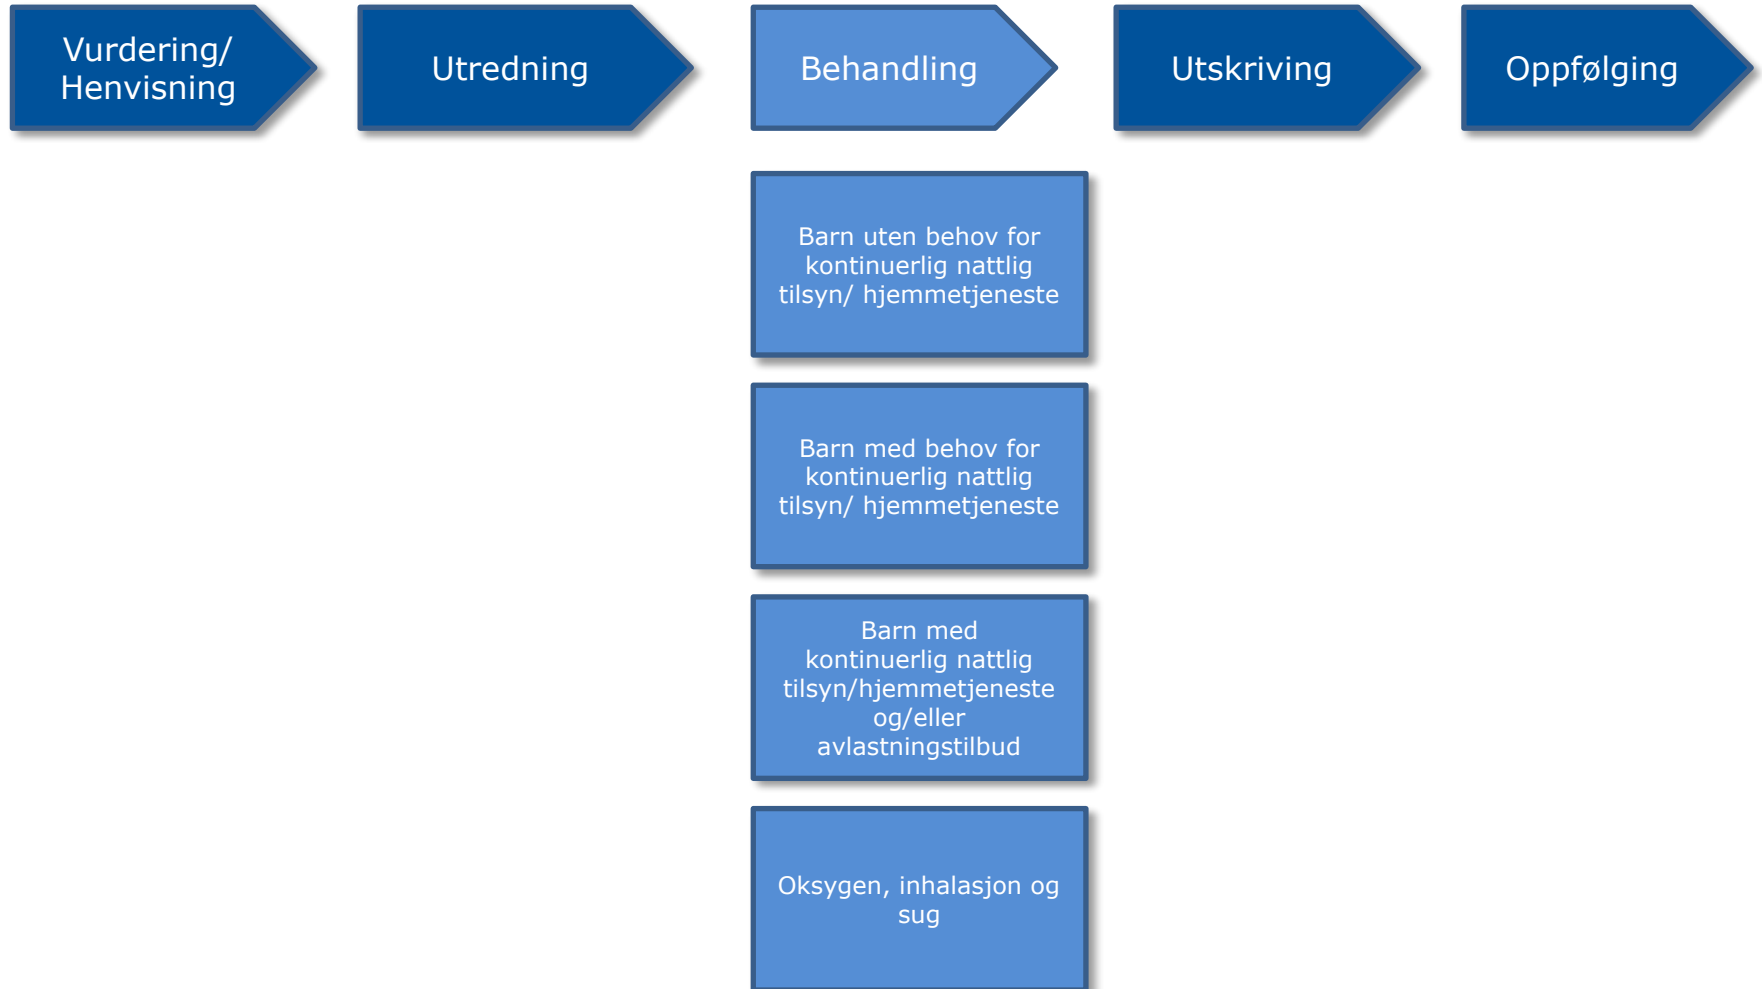 Vurdering/
Henvisning
Utredning
Behandling
Utskriving
Oppfølging
Barn uten behov for
kontinuerlig nattlig
tilsyn/ hjemmetjeneste
Barn med behov for
kontinuerlig nattlig
tilsyn/ hjemmetjeneste
Barn med
kontinuerlig nattlig
tilsyn/hjemmetjeneste
og/eller
avlastningstilbud
Oksygen, inhalasjon og
sug